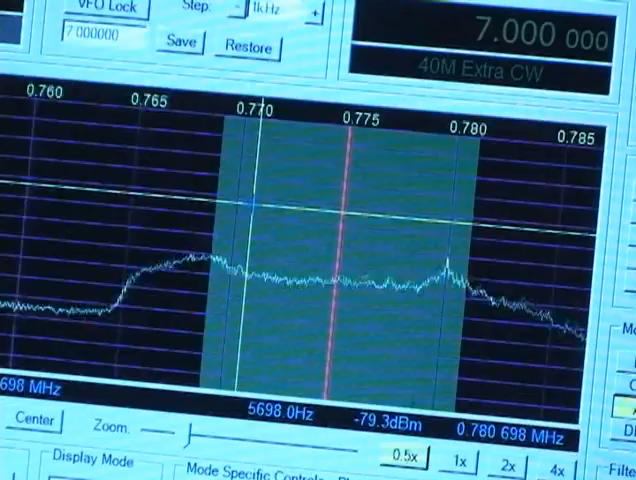 VFO Lock
Step:
-
1kHz
+
7 000000
Save
Restore
7.000 000
40M Extra CW
0.760 0.765 0.770 0.775 0.780 0.785
698 MHz
5698.0Hz
-79.3dBm
0.780 698 MHz
Center
Zoom.
0.5x
1x
2x
4x
Display Mode
Mode Specific Controls
Filte